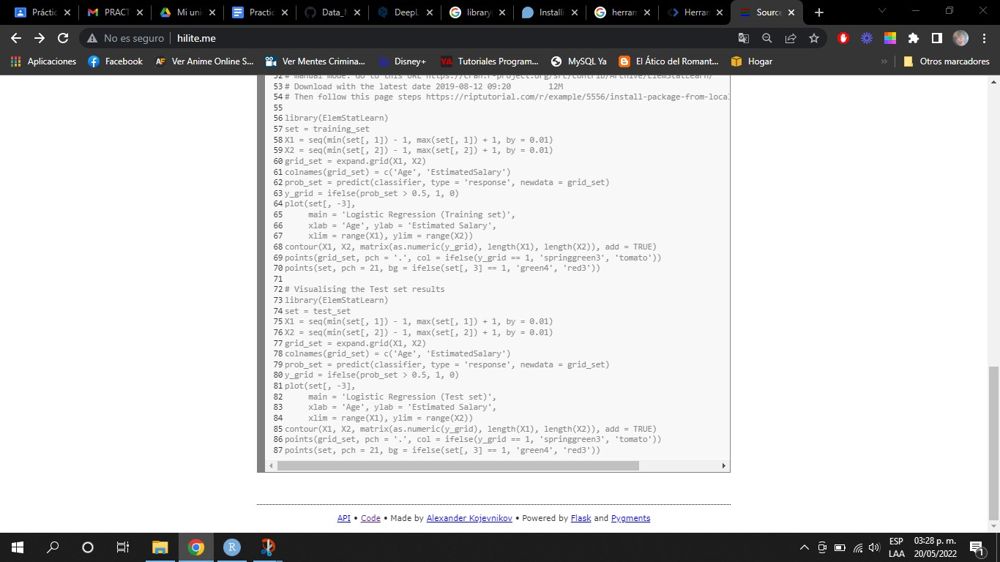 Práctic
PRACT
Mi uni
Practic
Data_M
DeepL
library
Installi
herran
Herrar
Source
No es seguro | hilite.me
Aplicaciones
Facebook
AF Ver Anime Online S...
Ver Mentes Crimina...
Disney+
YA Tutoriales Program...
MySQL Ya
El Ático del Romant...
Hogar
»
Otros marcadores
52 # manual mode. Go to this URL https://cran.r-project.org/src/contrib/Archive/ElemStatLearn/
53 # Download with the latest date 2019-08-12 09:20        12M
54 # Then follow this page steps https://riptutorial.com/r/example/5556/install-package-from-local
55
56 library(ElemStatLearn)
57 set = training_set
58 X1 = seq(min(set[, 1]) - 1, max(set[, 1]) + 1, by = 0.01)
59 X2 = seq(min(set[, 2]) - 1, max(set[, 2]) + 1, by = 0.01)
60 grid_set = expand.grid(X1, X2)
61 colnames(grid_set) = c('Age', 'EstimatedSalary')
62 prob_set = predict(classifier, type = 'response', newdata = grid_set)
63 y_grid = ifelse(prob_set > 0.5, 1, 0)
64 plot(set[, -3],
65      main = 'Logistic Regression (Training set)',
66      xlab = 'Age', ylab = 'Estimated Salary',
67      xlim = range(X1), ylim = range(X2))
68 contour(X1, X2, matrix(as.numeric(y_grid), length(X1), length(X2)), add = TRUE)
69 points(grid_set, pch = '.', col = ifelse(y_grid == 1, 'springgreen3', 'tomato'))
70 points(set, pch = 21, bg = ifelse(set[, 3] == 1, 'green4', 'red3'))
71
72 # Visualising the Test set results
73 library(ElemStatLearn)
74 set = test_set
75 X1 = seq(min(set[, 1]) - 1, max(set[, 1]) + 1, by = 0.01)
76 X2 = seq(min(set[, 2]) - 1, max(set[, 2]) + 1, by = 0.01)
77 grid_set = expand.grid(X1, X2)
78 colnames(grid_set) = c('Age', 'EstimatedSalary')
79 prob_set = predict(classifier, type = 'response', newdata = grid_set)
80 y_grid = ifelse(prob_set > 0.5, 1, 0)
81 plot(set[, -3],
82      main = 'Logistic Regression (Test set)',
83      xlab = 'Age', ylab = 'Estimated Salary',
84      xlim = range(X1), ylim = range(X2))
85 contour(X1, X2, matrix(as.numeric(y_grid), length(X1), length(X2)), add = TRUE)
86 points(grid_set, pch = '.', col = ifelse(y_grid == 1, 'springgreen3', 'tomato'))
87 points(set, pch = 21, bg = ifelse(set[, 3] == 1, 'green4', 'red3'))
API • Code • Made by Alexander Kojevnikov • Powered by Flask and Pygments
R
ESP 03:28 p. m.
LAA 20/05/2022
1